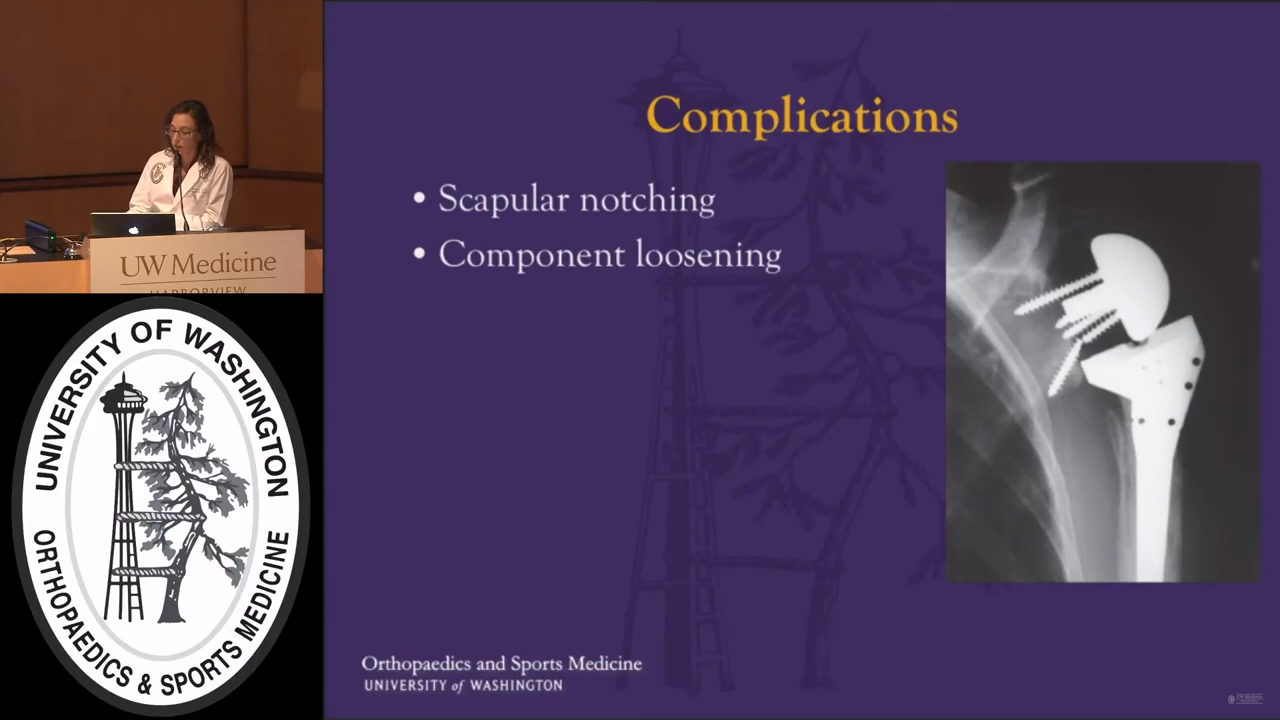 Complications
• Scapular notching
• Component loosening
Orthopaedics and Sports Medicine
UNIVERSITY of WASHINGTON
UW Medicine
HARBORVIEW
UNIVERSITY OF WASHINGTON
ORTHOPAEDICS & SPORTS MEDICINE